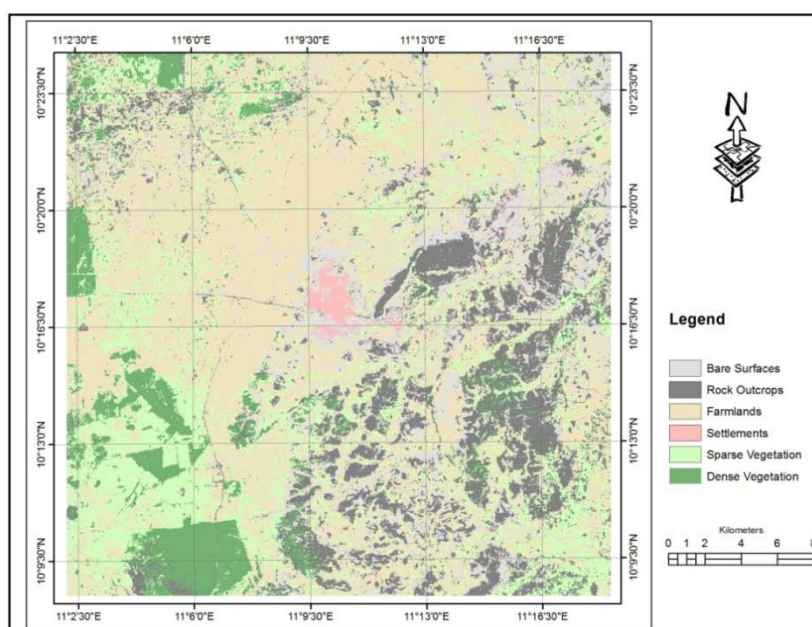 11°2'30"E 11°6'0"E 11°9'30"E 11°13'0"E 11°16'30"E
10°23'30"N 10°23'30"N
10°20'0"N 10°20'0"N
10°16'30"N 10°16'30"N
10°13'0"N 10°13'0"N
10°9'30"N 10°9'30"N
11°2'30"E 11°6'0"E 11°9'30"E 11°13'0"E 11°16'30"E
N
Legend
Bare Surfaces
Rock Outcrops
Farmlands
Settlements
Sparse Vegetation
Dense Vegetation
Kilometers
0 1 2 4 6 8